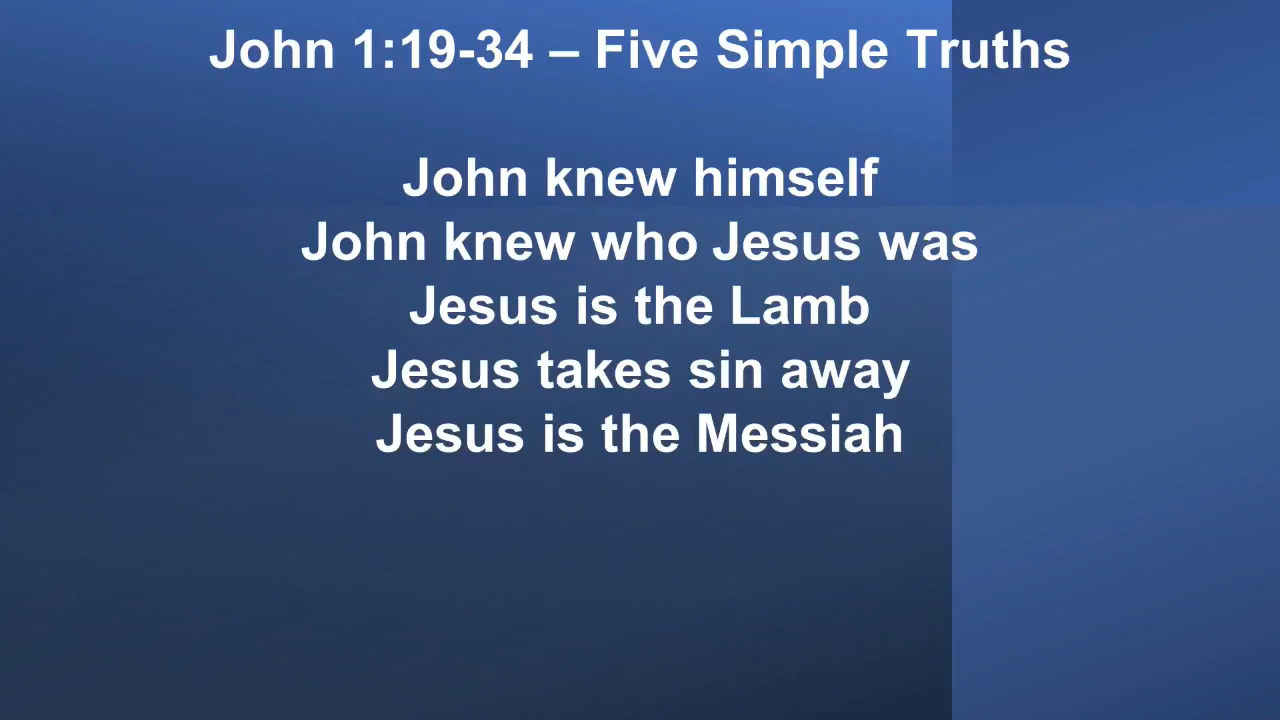 John 1:19-34 – Five Simple Truths
John knew himself
John knew who Jesus was
Jesus is the Lamb
Jesus takes sin away
Jesus is the Messiah